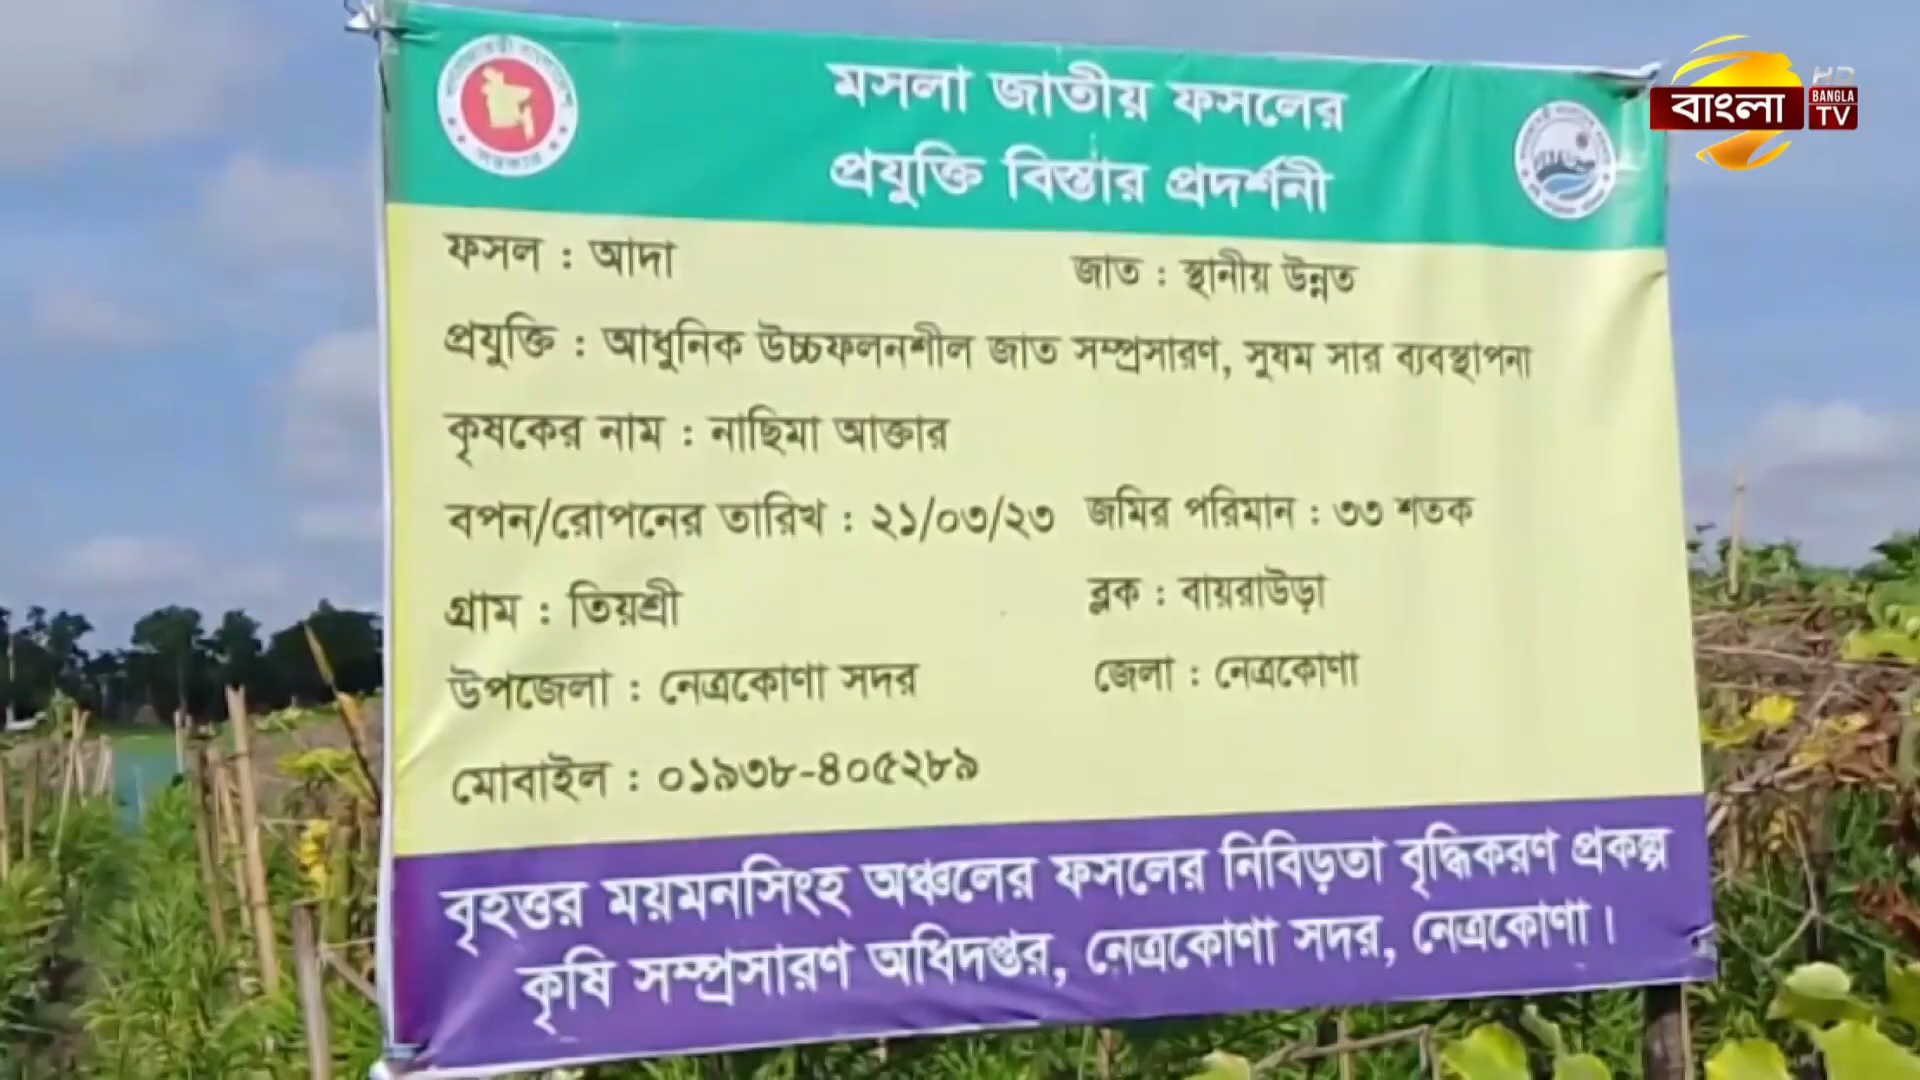 মসলা জাতীয় ফসলের
প্রযুক্তি বিস্তার প্রদর্শনী
বাংলা
HD
BANGLA
TV
ফসল : আদা
জাত : স্থানীয় উন্নত
প্রযুক্তি : আধুনিক উচ্চফলনশীল জাত সম্প্রসারণ, সুষম সার ব্যবস্থাপনা
কৃষকের নাম : নাছিমা আক্তার
বপন/রোপনের তারিখ : ২১/০৩/২৩
জমির পরিমান : ৩৩ শতক
গ্রাম : তিয়শ্রী
ব্লক : বায়রাউড়া
উপজেলা : নেত্রকোণা সদর
জেলা : নেত্রকোণা
মোবাইল : ০১৯৩৮-৪০৫২৮৯
বৃহত্তর ময়মনসিংহ অঞ্চলের ফসলের নিবিড়তা বৃদ্ধিকরণ প্রকল্প
কৃষি সম্প্রসারণ অধিদপ্তর, নেত্রকোণা সদর, নেত্রকোণা।